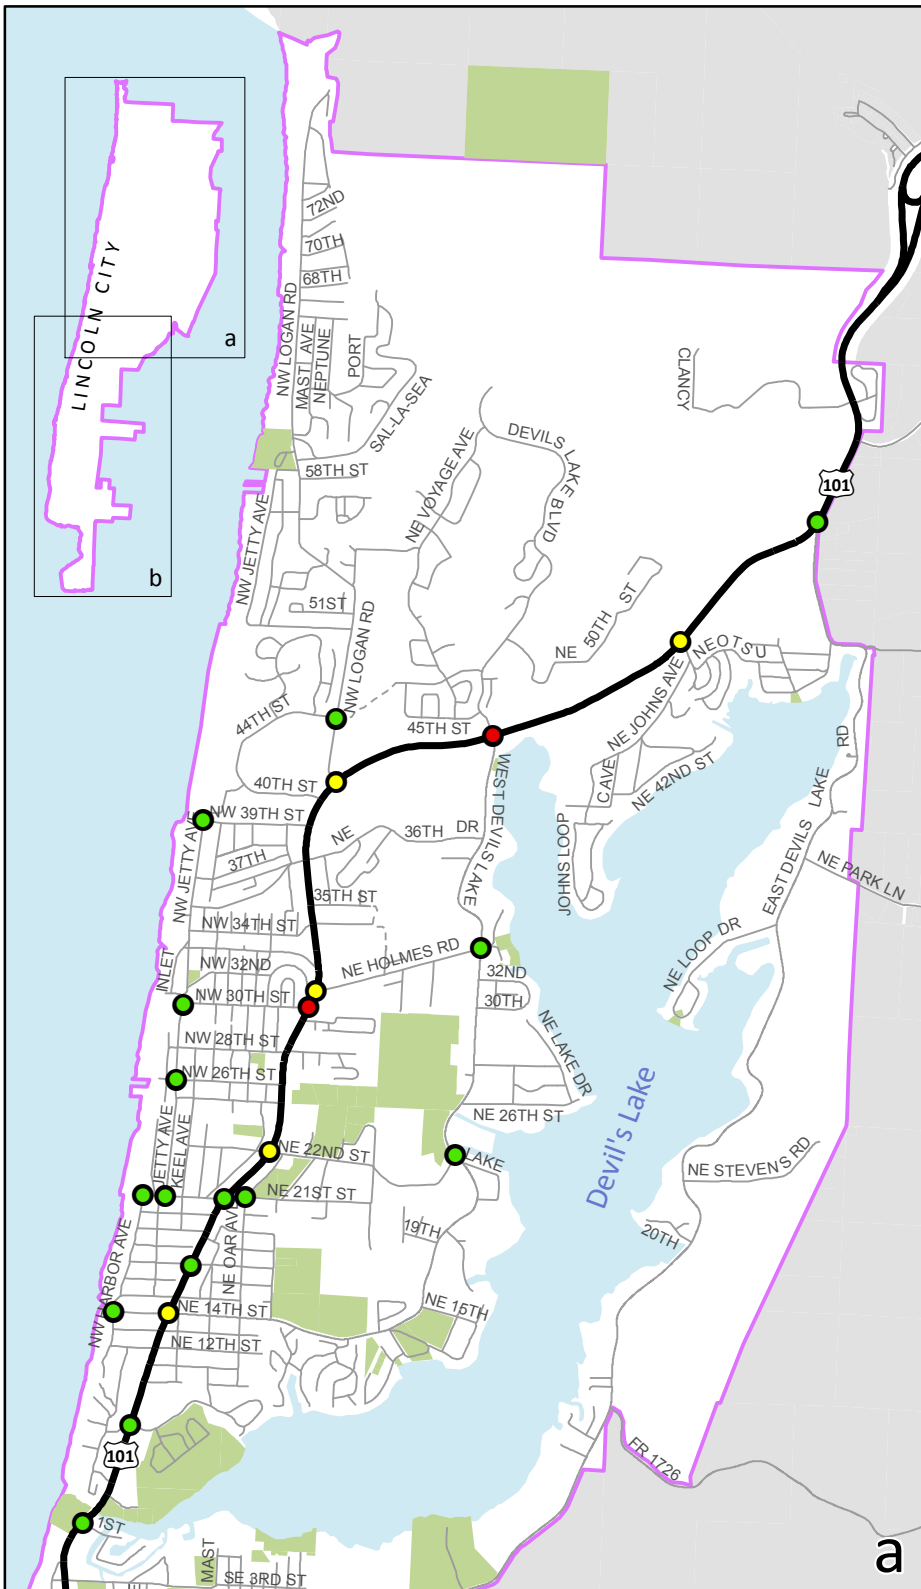 LINCOLN CITY
a
b
72ND
70TH
68TH
NW LOGAN RD
MAST AVE
NEPTUNE
PORT
SAL-LA-SEA
58TH ST
CLANCY
DEVILS LAKE BLVD
NE VOYAGE AVE
101
NW JETTY AVE
51ST
NW LOGAN RD
NE 50TH ST
NEOTSU
44TH ST
45TH ST
NE JOHNS AVE
40TH ST
NW 39TH ST
WEST DEVILS LAKE
CAVE
NE 42ND ST
EAST DEVILS LAKE RD
NE 36TH DR
NW JETTY AVE
37TH
JOHNS LOOP
NE PARK LN
35TH ST
NW 34TH ST
NE LOOP DR
INLET
NW 32ND
NE HOLMES RD
32ND
NW 30TH ST
30TH
NE LAKE DR
NW 28TH ST
NW 26TH ST
NE 26TH ST
Devil's Lake
JETTY AVE
KEEL AVE
NE 22ND ST
LAKE
NE STEVENS RD
NE 21ST ST
NE OAR AVE
19TH
20TH
NW HARBOR AVE
NE 14TH ST
NE 15TH
NE 12TH ST
101
FR 1726
1ST
MAST
SE 3RD ST
a